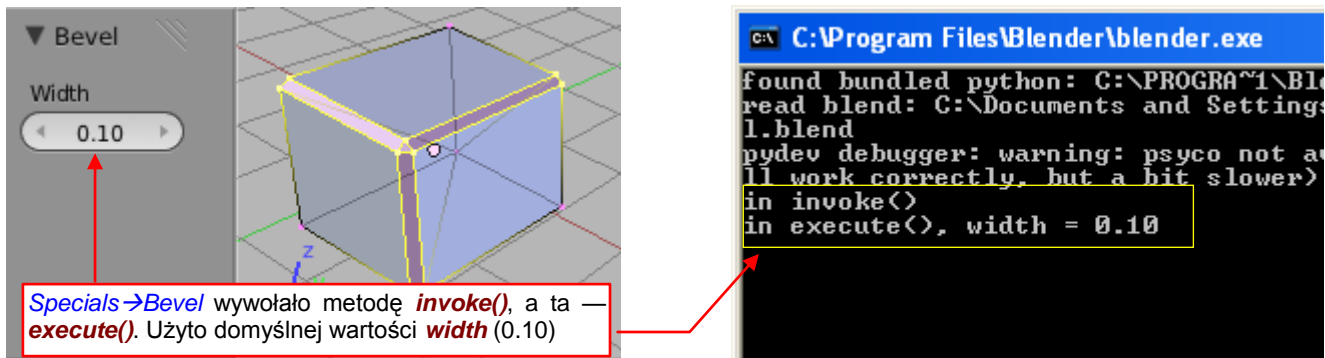 ▼ Bevel
Width
0.10
z
Specials→Bevel wywołało metodę invoke(), a ta —
execute(). Użyto domyślnej wartości width (0.10)
C:\Program Files\Blender\blender.exe
found bundled python: C:\PROGRA~1\Ble
read blend: C:\Documents and Settings
l.blend
pydev debugger: warning: psyco not av
ll work correctly, but a bit slower)
in invoke()
in execute(), width = 0.10